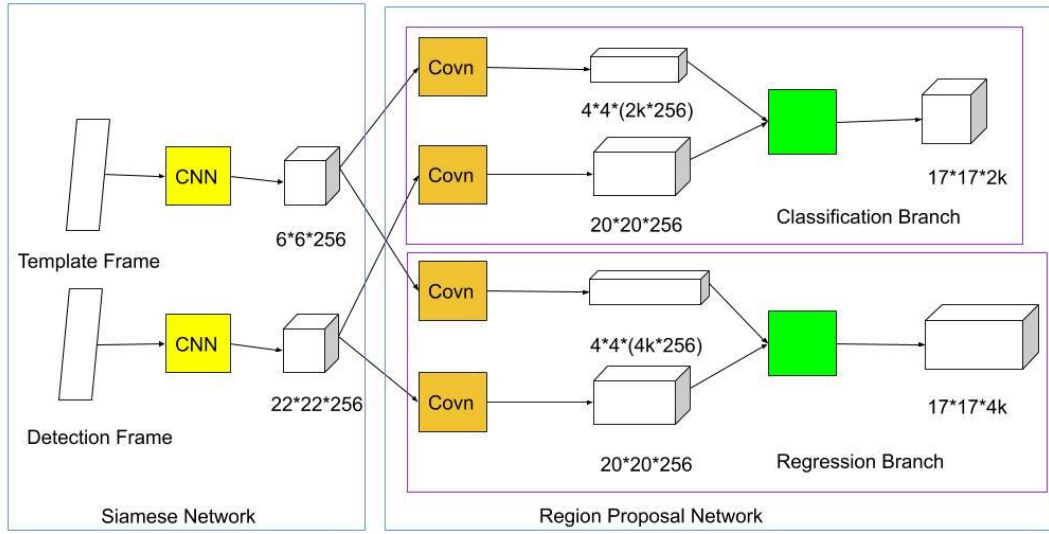 Template Frame
CNN
6*6*256
Detection Frame
CNN
22*22*256
Siamese Network
Covn
4*4*(2k*256)
Covn
20*20*256
17*17*2k
Classification Branch
Covn
4*4*(4k*256)
Covn
20*20*256
17*17*4k
Regression Branch
Region Proposal Network